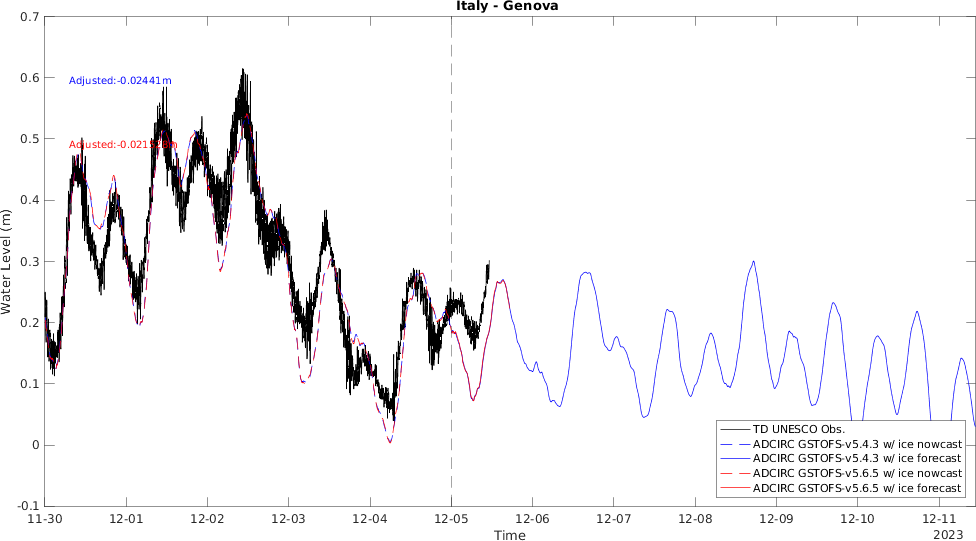 Italy - Genova
Water Level (m)
0.7
0.6
0.5
0.4
0.3
0.2
0.1
0
-0.1
Adjusted:-0.02441m
11-30
12-01
12-02
12-03
12-04
12-05
12-06
12-07
12-08
12-09
12-10
12-11
Time
2023
TD UNESCO Obs.
ADCIRC GSTOFS-v5.4.3 w/ ice nowcast
ADCIRC GSTOFS-v5.4.3 w/ ice forecast
ADCIRC GSTOFS-v5.6.5 w/ ice nowcast
ADCIRC GSTOFS-v5.6.5 w/ ice forecast